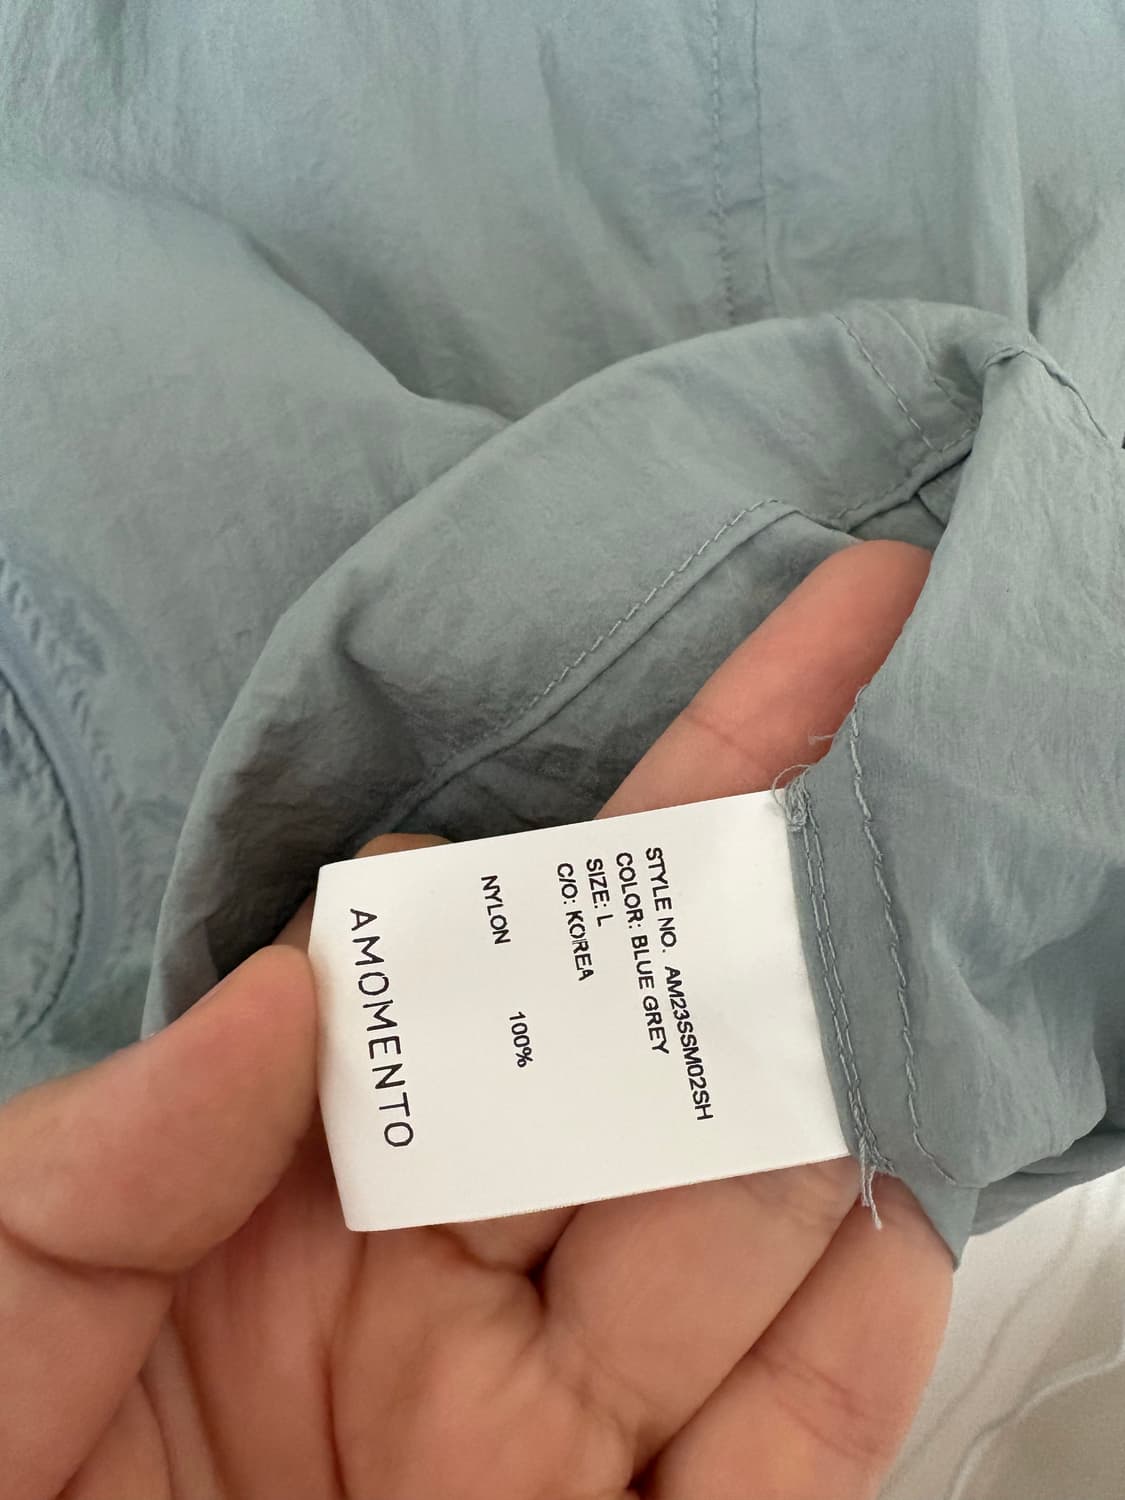 STYLE NO. AM23SSM02SH
COLOR: BLUE GREY
SIZE: L
C/O: KOREA
NYLON 100%
AMOMENTO